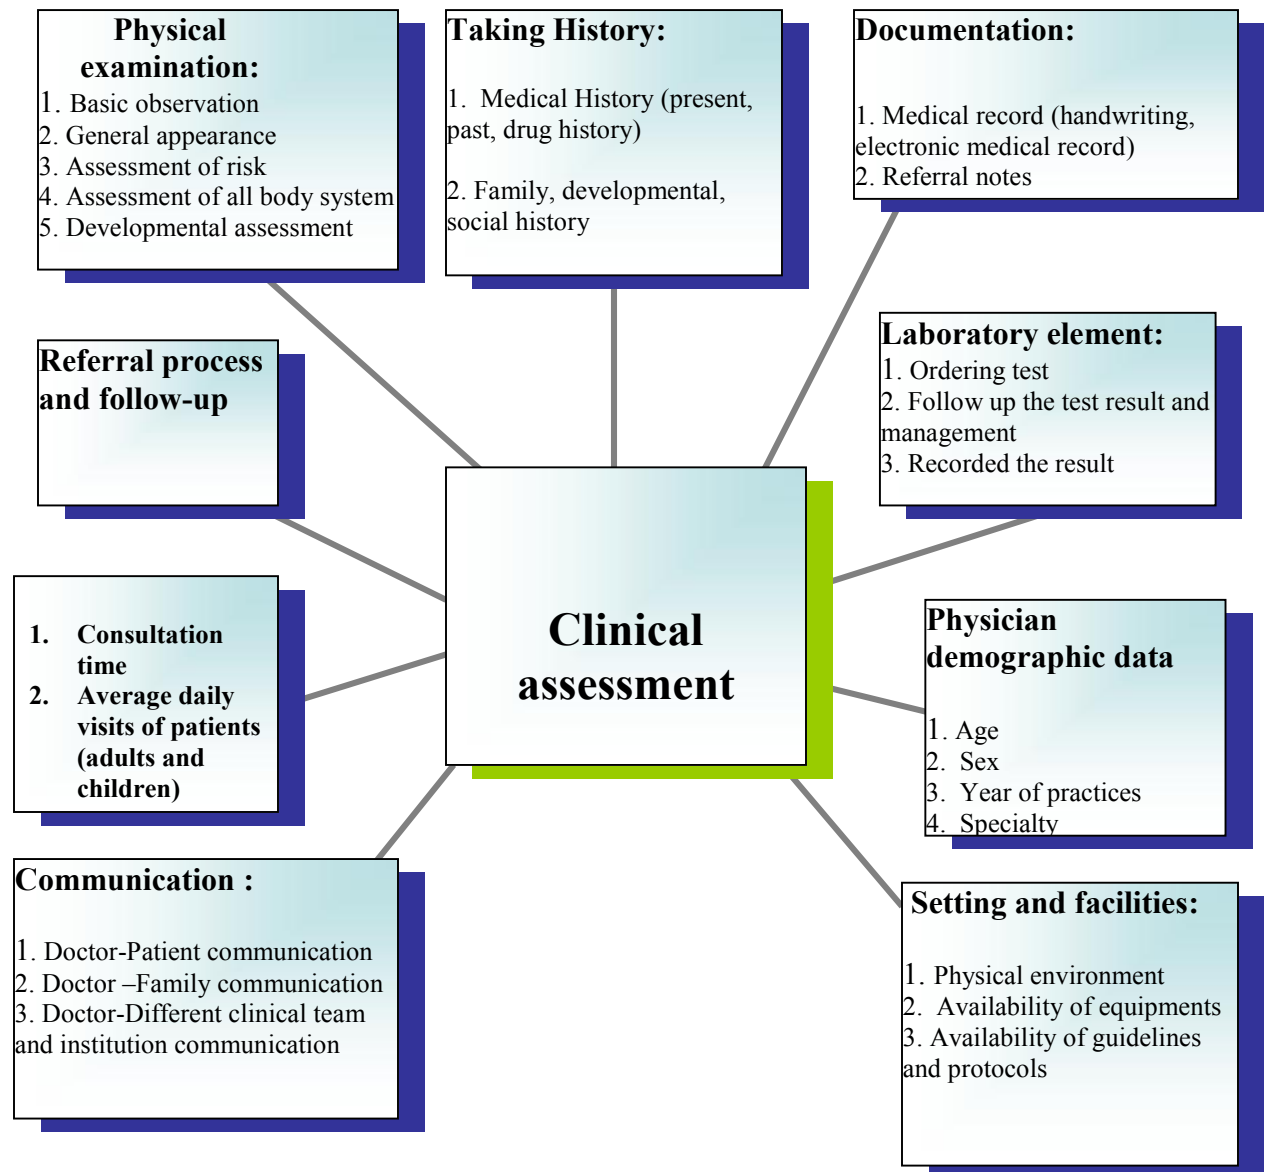 Physical
examination:
1. Basic observation
2. General appearance
3. Assessment of risk
4. Assessment of all body system
5. Developmental assessment
Taking History:
1. Medical History (present,
past, drug history)
2. Family, developmental,
social history
Documentation:
1. Medical record (handwriting,
electronic medical record)
2. Referral notes
Referral process
and follow-up
Laboratory element:
1. Ordering test
2. Follow up the test result and
management
3. Recorded the result
Clinical
assessment
1. Consultation
time
2. Average daily
visits of patients
(adults and
children)
Physician
demographic data
1. Age
2. Sex
3. Year of practices
4. Specialty
Communication :
1. Doctor-Patient communication
2. Doctor –Family communication
3. Doctor-Different clinical team
and institution communication
Setting and facilities:
1. Physical environment
2. Availability of equipments
3. Availability of guidelines
and protocols